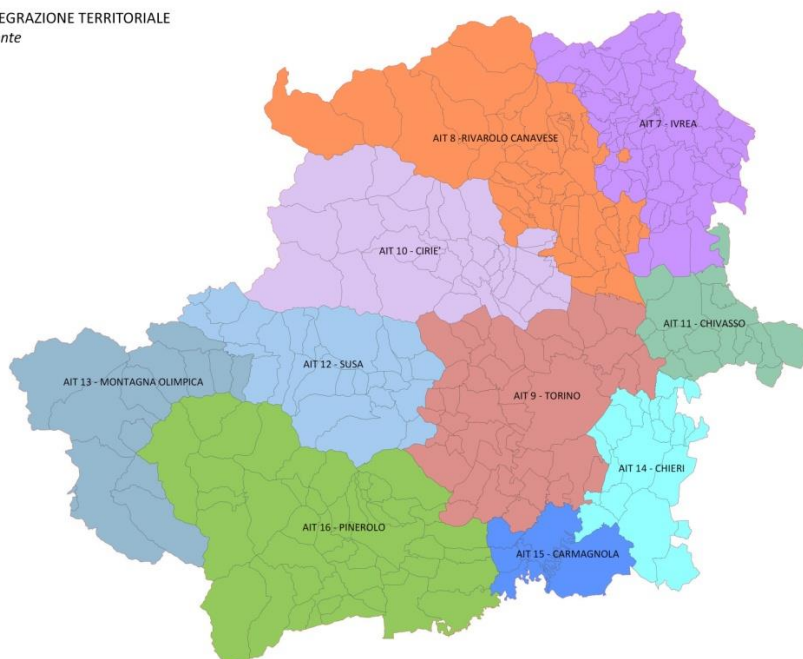 EGRAZIONE TERRITORIALE
nte
AIT 7 - IVREA
AIT 8 -RIVAROLO CANAVESE
AIT 10 - CIRIE'
AIT 11 - CHIVASSO
AIT 12 - SUSA
AIT 13 - MONTAGNA OLIMPICA
AIT 9 - TORINO
AIT 14 - CHIERI
AIT 16 - PINEROLO
AIT 15 - CARMAGNOLA